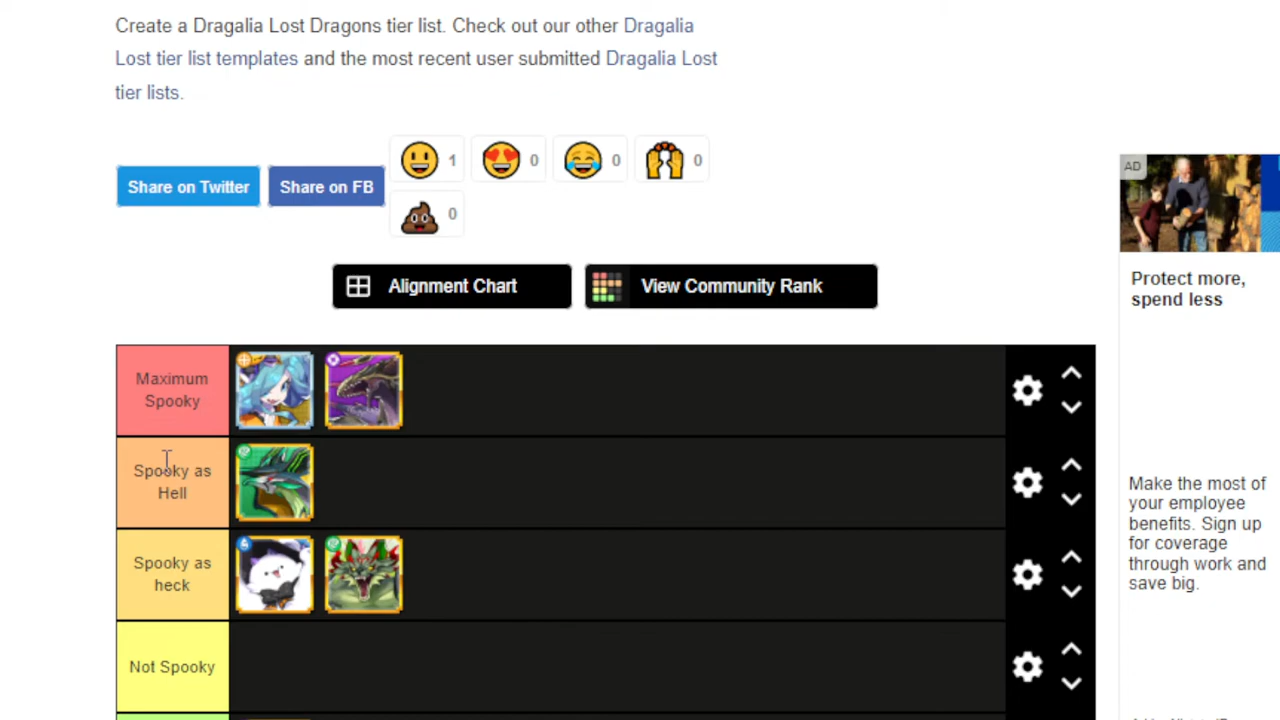 Create a Dragalia Lost Dragons tier list. Check out our other Dragalia
Lost tier list templates and the most recent user submitted Dragalia Lost
tier lists.
Share on Twitter
Share on FB
1
0
0
0
0
Alignment Chart
View Community Rank
AD
Protect more,
spend less
Maximum
Spooky
Spooky as
Hell
Spooky as
heck
Not Spooky
Make the most of
your employee
benefits. Sign up
for coverage
through work and
save big.